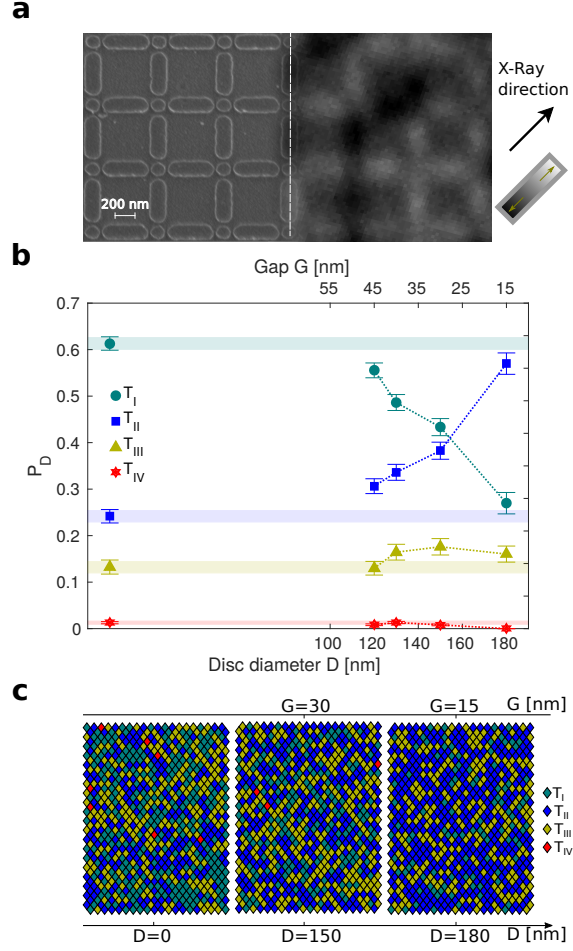 a
X-Ray
direction
200 nm
b
Gap G [nm]
55 45 35 25 15
0.7
0.6
0.5
0.4
0.3
0.2
0.1
0
P_D
T_I
T_II
T_III
T_IV
100 120 140 160 180
Disc diameter D [nm]
c
G=30 G=15 G [nm]
T_I
T_II
T_III
T_IV
D=0 D=150 D=180 D [nm]